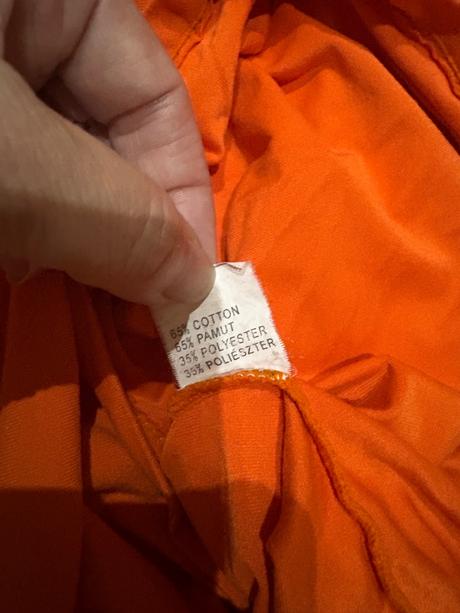 65% COTTON
65% PAMUT
35% POLYESTER
35% POLIÉSZTER